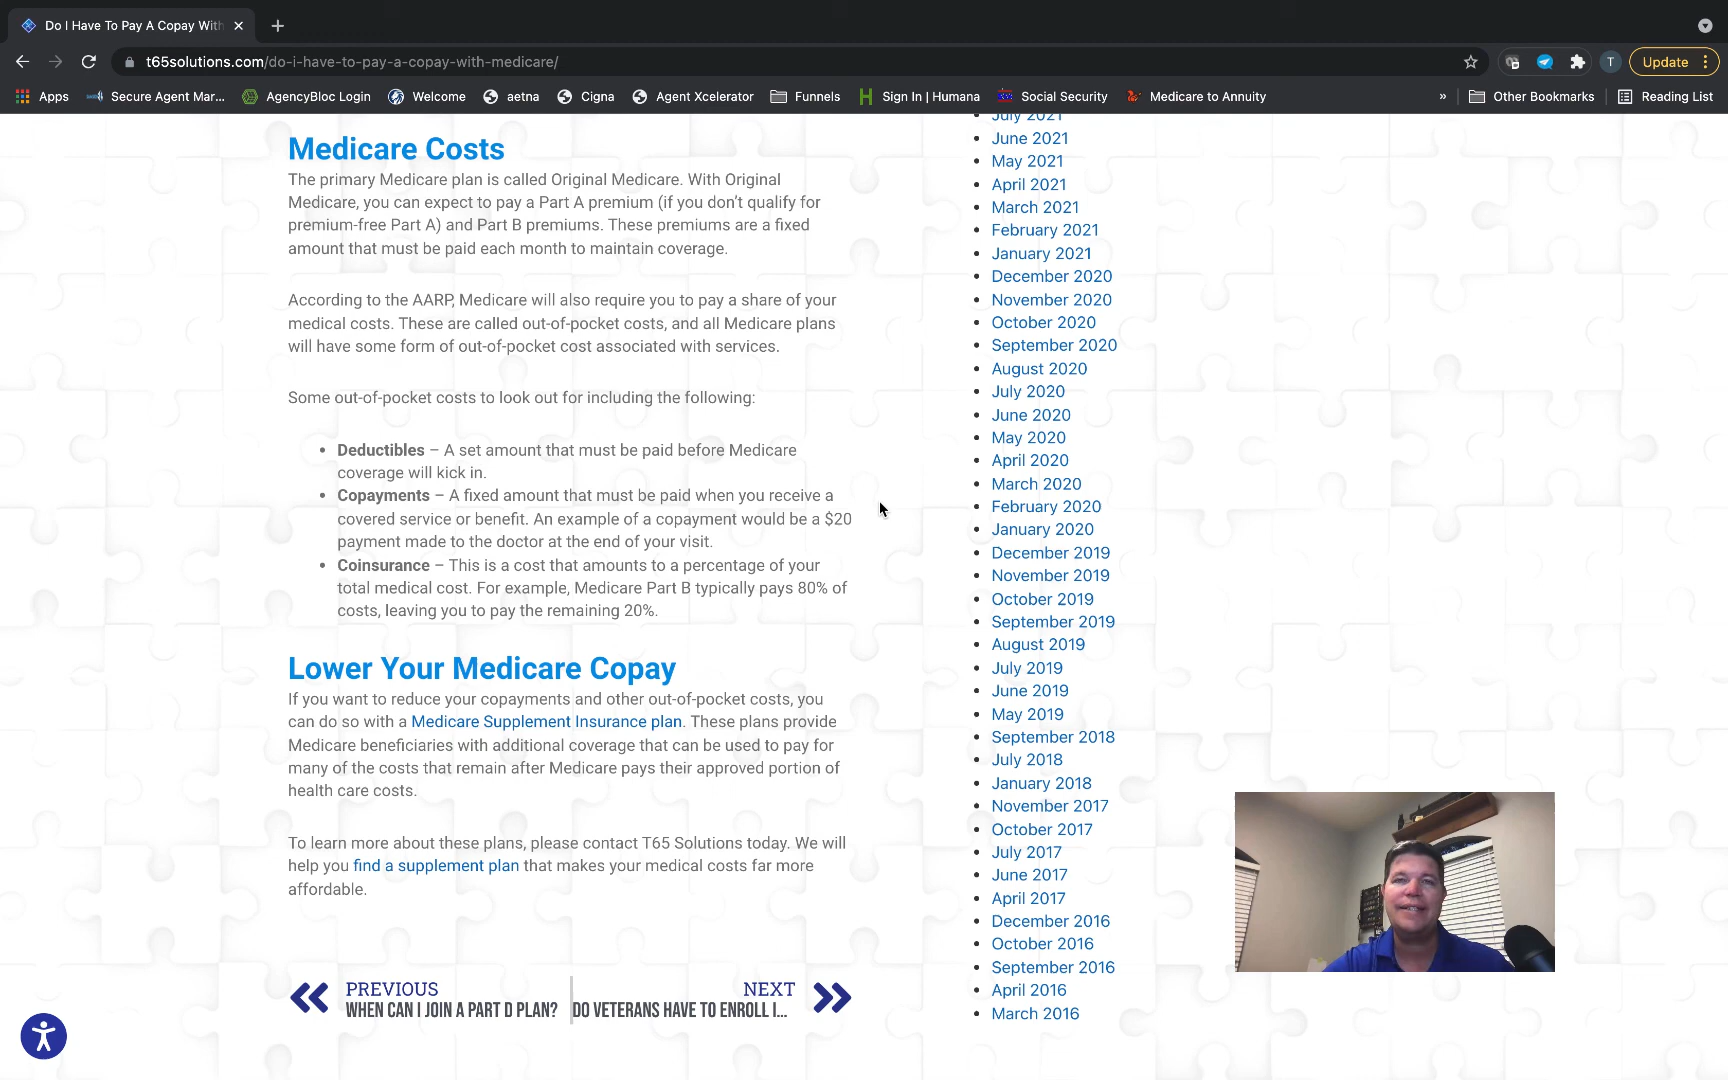 Do I Have To Pay A Copay With
t65solutions.com/do-i-have-to-pay-a-copay-with-medicare/
T
Update
Apps
Secure Agent Mar...
AgencyBloc Login
Welcome
aetna
Cigna
Agent Xcelerator
Funnels
Sign In | Humana
Social Security
Medicare to Annuity
»
Other Bookmarks
Reading List
Medicare Costs
The primary Medicare plan is called Original Medicare. With Original
Medicare, you can expect to pay a Part A premium (if you don't qualify for
premium-free Part A) and Part B premiums. These premiums are a fixed
amount that must be paid each month to maintain coverage.
According to the AARP, Medicare will also require you to pay a share of your
medical costs. These are called out-of-pocket costs, and all Medicare plans
will have some form of out-of-pocket cost associated with services.
Some out-of-pocket costs to look out for including the following:
• Deductibles – A set amount that must be paid before Medicare
coverage will kick in.
• Copayments – A fixed amount that must be paid when you receive a
covered service or benefit. An example of a copayment would be a $20
payment made to the doctor at the end of your visit.
• Coinsurance – This is a cost that amounts to a percentage of your
total medical cost. For example, Medicare Part B typically pays 80% of
costs, leaving you to pay the remaining 20%.
Lower Your Medicare Copay
If you want to reduce your copayments and other out-of-pocket costs, you
can do so with a Medicare Supplement Insurance plan. These plans provide
Medicare beneficiaries with additional coverage that can be used to pay for
many of the costs that remain after Medicare pays their approved portion of
health care costs.
To learn more about these plans, please contact T65 Solutions today. We will
help you find a supplement plan that makes your medical costs far more
affordable.
PREVIOUS
WHEN CAN I JOIN A PART D PLAN?
NEXT
DO VETERANS HAVE TO ENROLL I...
• July 2021
• June 2021
• May 2021
• April 2021
• March 2021
• February 2021
• January 2021
• December 2020
• November 2020
• October 2020
• September 2020
• August 2020
• July 2020
• June 2020
• May 2020
• April 2020
• March 2020
• February 2020
• January 2020
• December 2019
• November 2019
• October 2019
• September 2019
• August 2019
• July 2019
• June 2019
• May 2019
• September 2018
• July 2018
• January 2018
• November 2017
• October 2017
• July 2017
• June 2017
• April 2017
• December 2016
• October 2016
• September 2016
• April 2016
• March 2016